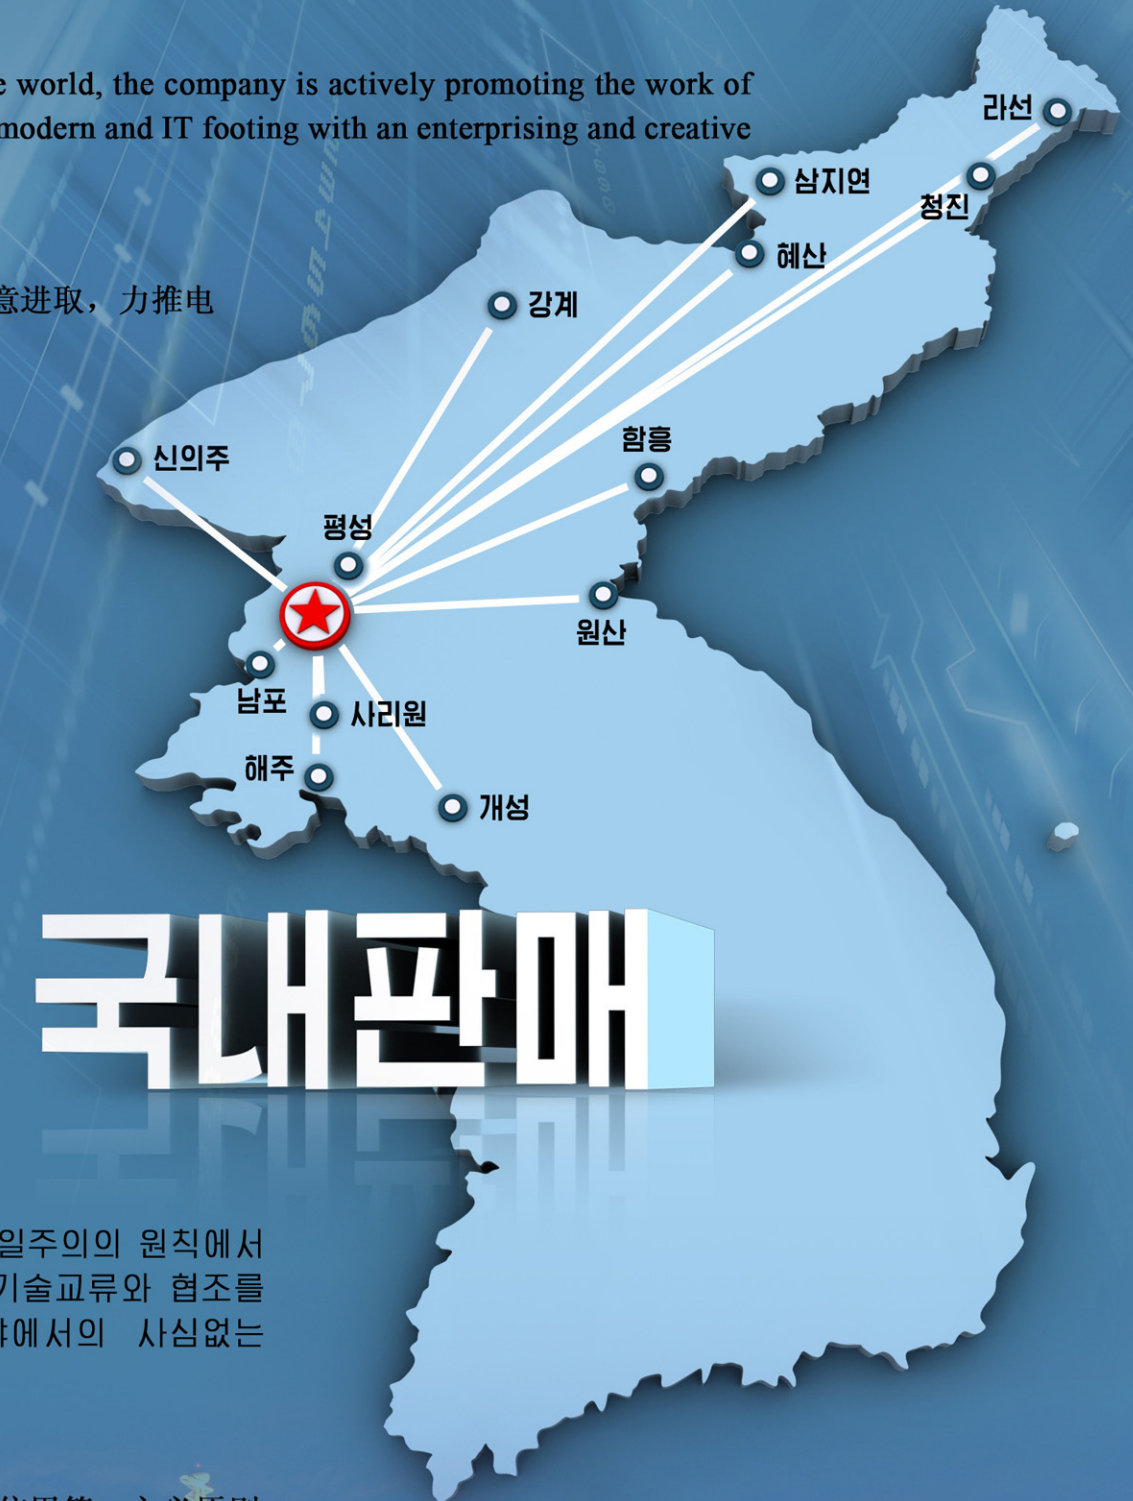 world, the company is actively promoting the work of
modern and IT footing with an enterprising and creative
라선
삼지연
청진
혜산
意进取，力推电
강계
함흥
신의주
평성
원산
남포
사리원
해주
개성
국내판매
일주의의 원칙에서
기술교류와 협조를
에서의 사심없는